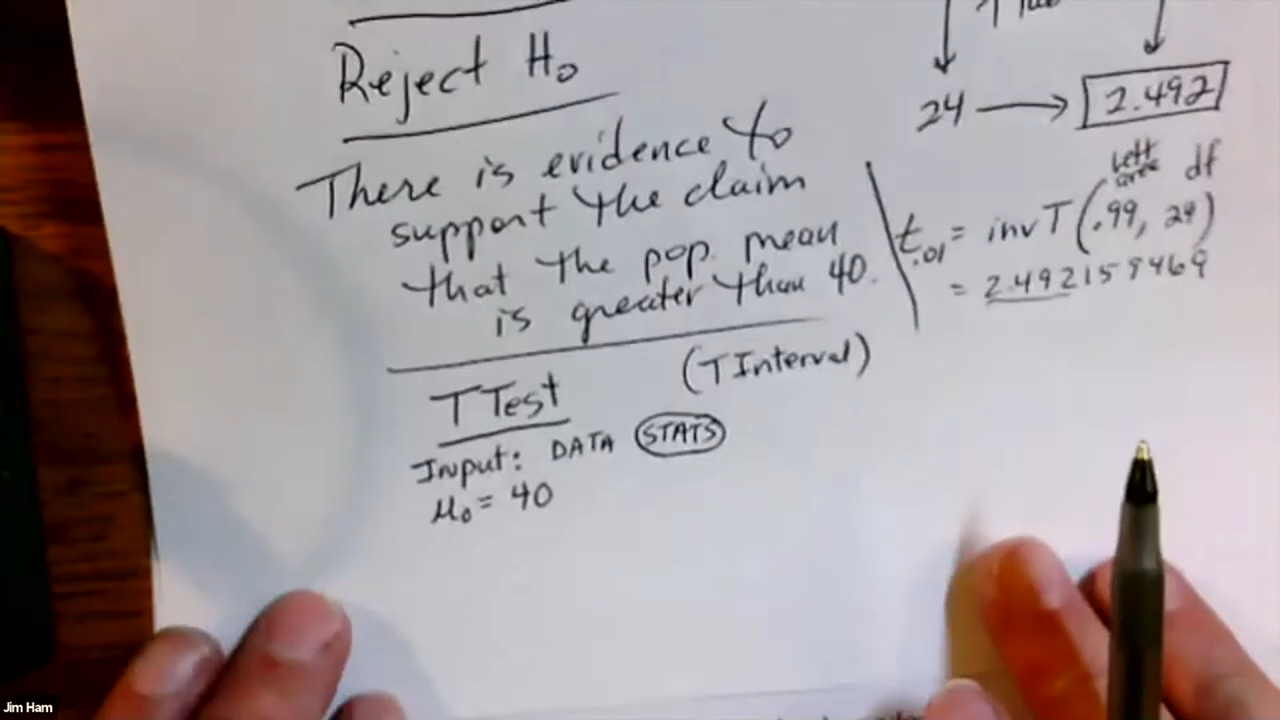 Reject H₀
There is evidence to
support the claim
that the pop. mean
is greater than 40.
24 → 2.492
Left area df
t.01 = invT(.99, 24)
= 2.492159469
TTest (TInterval)
Input: DATA STATS
μ₀ = 40
Jim Ham